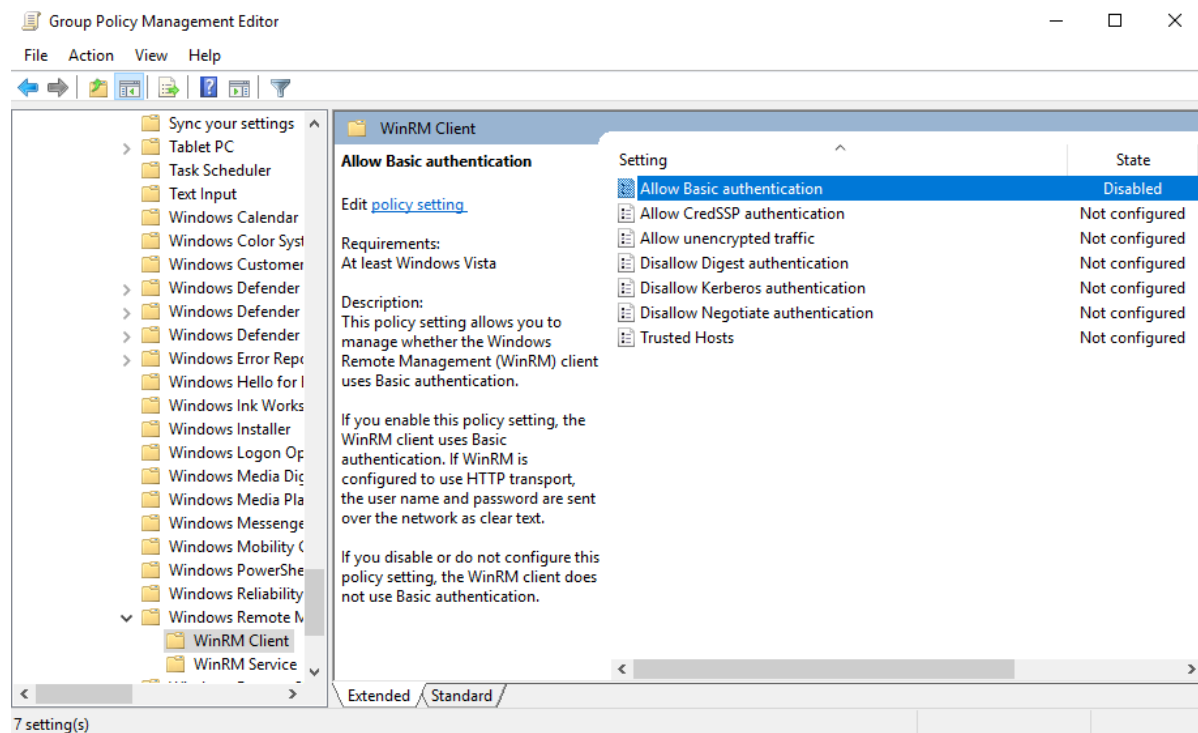 Group Policy Management Editor
File Action View Help
Sync your settings
Tablet PC
Task Scheduler
Text Input
Windows Calendar
Windows Color Syst
Windows Customer
Windows Defender
Windows Defender
Windows Defender
Windows Error Repo
Windows Hello for
Windows Ink Works
Windows Installer
Windows Logon Op
Windows Media Dig
Windows Media Pla
Windows Messenge
Windows Mobility
Windows PowerShe
Windows Reliability
Windows Remote M
WinRM Client
WinRM Service
WinRM Client
Allow Basic authentication
Edit policy setting
Requirements:
At least Windows Vista
Description:
This policy setting allows you to
manage whether the Windows
Remote Management (WinRM) client
uses Basic authentication.
If you enable this policy setting, the
WinRM client uses Basic
authentication. If WinRM is
configured to use HTTP transport,
the user name and password are sent
over the network as clear text.
If you disable or do not configure this
policy setting, the WinRM client does
not use Basic authentication.
Setting State
Allow Basic authentication Disabled
Allow CredSSP authentication Not configured
Allow unencrypted traffic Not configured
Disallow Digest authentication Not configured
Disallow Kerberos authentication Not configured
Disallow Negotiate authentication Not configured
Trusted Hosts Not configured
Extended Standard
7 setting(s)